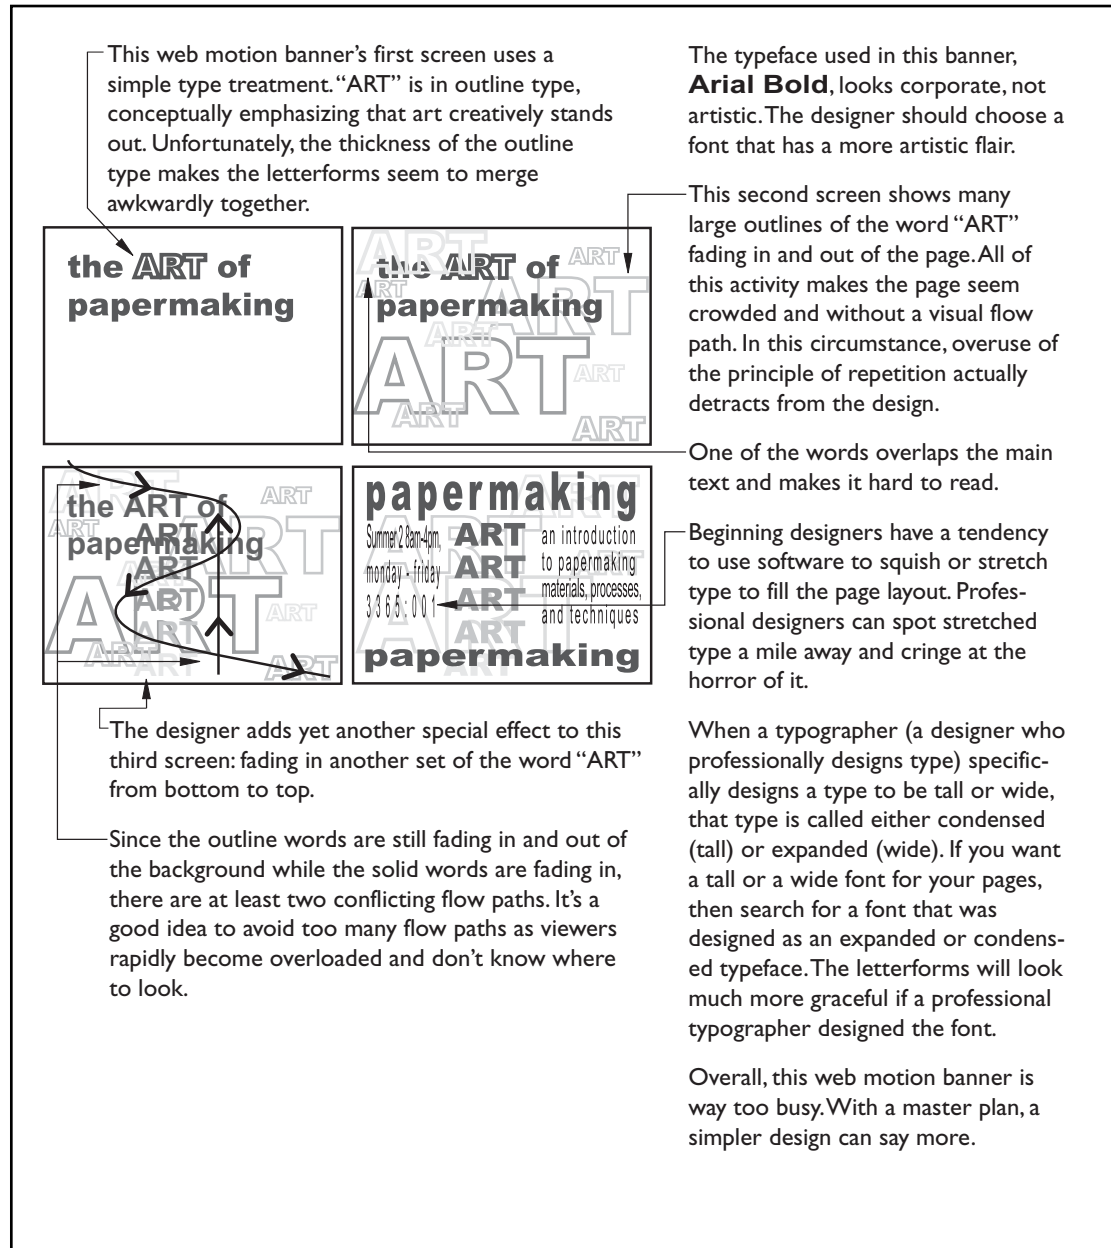 This web motion banner’s first screen uses a
simple type treatment. “ART” is in outline type,
conceptually emphasizing that art creatively stands
out. Unfortunately, the thickness of the outline
type makes the letterforms seem to merge
awkwardly together.
the ART of
papermaking
ART
the ART of
ART
ART
papermaking
ART
ART
ART
ART
ART
ART
ART
the ART of
ART
ART
ART
papermaking
ART
ART
ART
ART
ART
ART
ART
ART
ART
papermaking
Summer 2 8am-4pm,
monday - friday
3365:001
ART
ART
ART
ART
ART
an introduction
to papermaking
materials, processes,
and techniques
papermaking
The designer adds yet another special effect to this
third screen: fading in another set of the word “ART”
from bottom to top.
Since the outline words are still fading in and out of
the background while the solid words are fading in,
there are at least two conflicting flow paths. It’s a
good idea to avoid too many flow paths as viewers
rapidly become overloaded and don’t know where
to look.
The typeface used in this banner,
Arial Bold, looks corporate, not
artistic. The designer should choose a
font that has a more artistic flair.
This second screen shows many
large outlines of the word “ART”
fading in and out of the page. All of
this activity makes the page seem
crowded and without a visual flow
path. In this circumstance, overuse of
the principle of repetition actually
detracts from the design.
One of the words overlaps the main
text and makes it hard to read.
Beginning designers have a tendency
to use software to squish or stretch
type to fill the page layout. Profes-
sional designers can spot stretched
type a mile away and cringe at the
horror of it.
When a typographer (a designer who
professionally designs type) specific-
ally designs a type to be tall or wide,
that type is called either condensed
(tall) or expanded (wide). If you want
a tall or a wide font for your pages,
then search for a font that was
designed as an expanded or condens-
ed typeface. The letterforms will look
much more graceful if a professional
typographer designed the font.
Overall, this web motion banner is
way too busy. With a master plan, a
simpler design can say more.